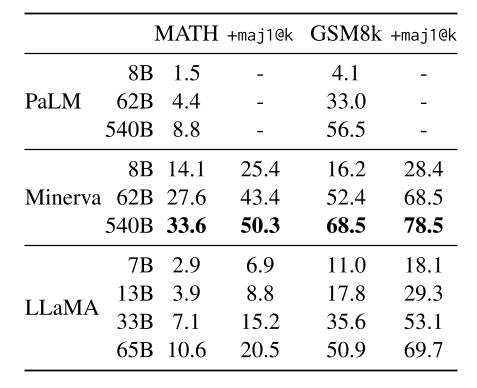 MATH +maj1@k GSM8k +maj1@k
8B 1.5 - 4.1 -
PaLM 62B 4.4 - 33.0 -
540B 8.8 - 56.5 -
8B 14.1 25.4 16.2 28.4
Minerva 62B 27.6 43.4 52.4 68.5
540B 33.6 50.3 68.5 78.5
7B 2.9 6.9 11.0 18.1
13B 3.9 8.8 17.8 29.3
LLaMA
33B 7.1 15.2 35.6 53.1
65B 10.6 20.5 50.9 69.7